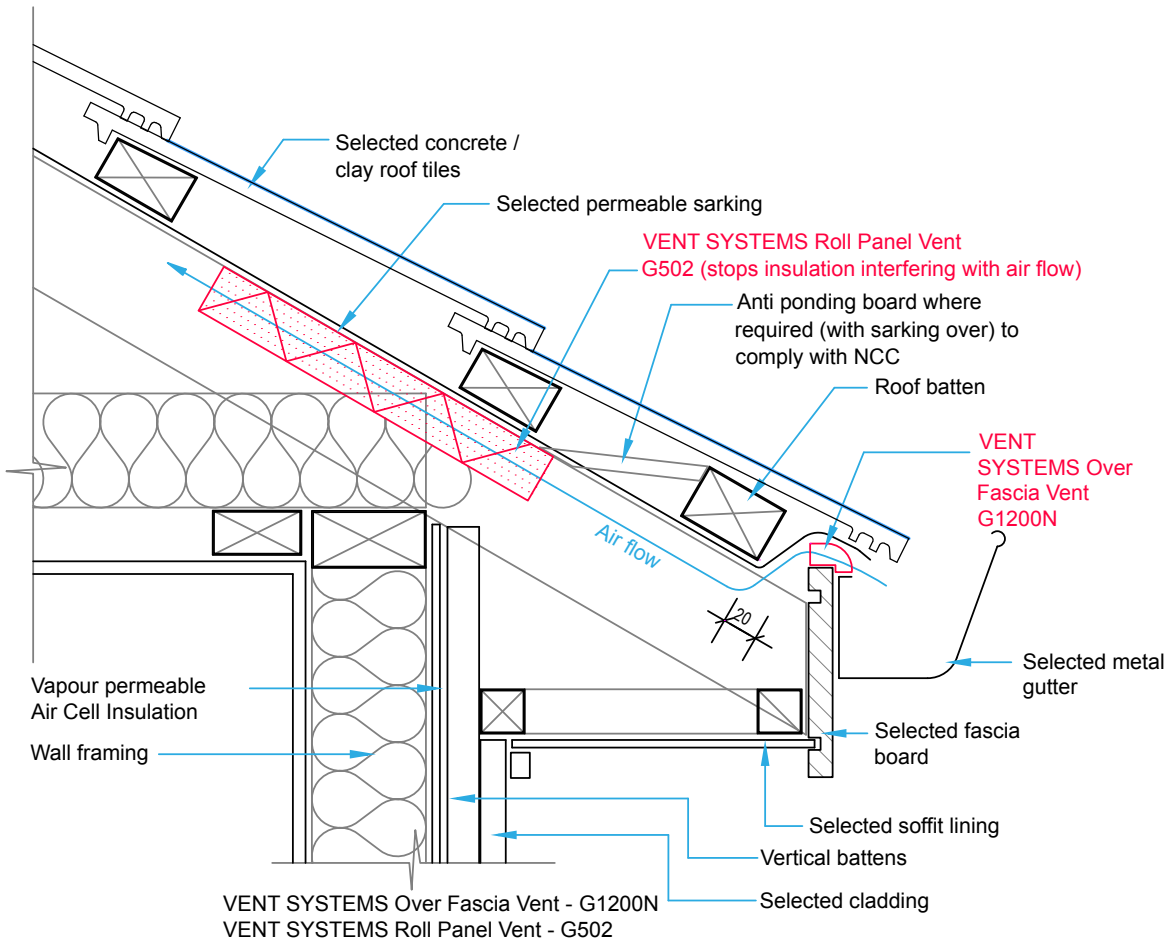 Selected concrete /
clay roof tiles
Selected permeable sarking
VENT SYSTEMS Roll Panel Vent
G502 (stops insulation interfering with air flow)
Anti ponding board where
required (with sarking over) to
comply with NCC
Roof batten
VENT
SYSTEMS Over
Fascia Vent
G1200N
Air flow
20
Selected metal
gutter
Vapour permeable
Air Cell Insulation
Wall framing
Selected fascia
board
Selected soffit lining
Vertical battens
Selected cladding
VENT SYSTEMS Over Fascia Vent - G1200N
VENT SYSTEMS Roll Panel Vent - G502